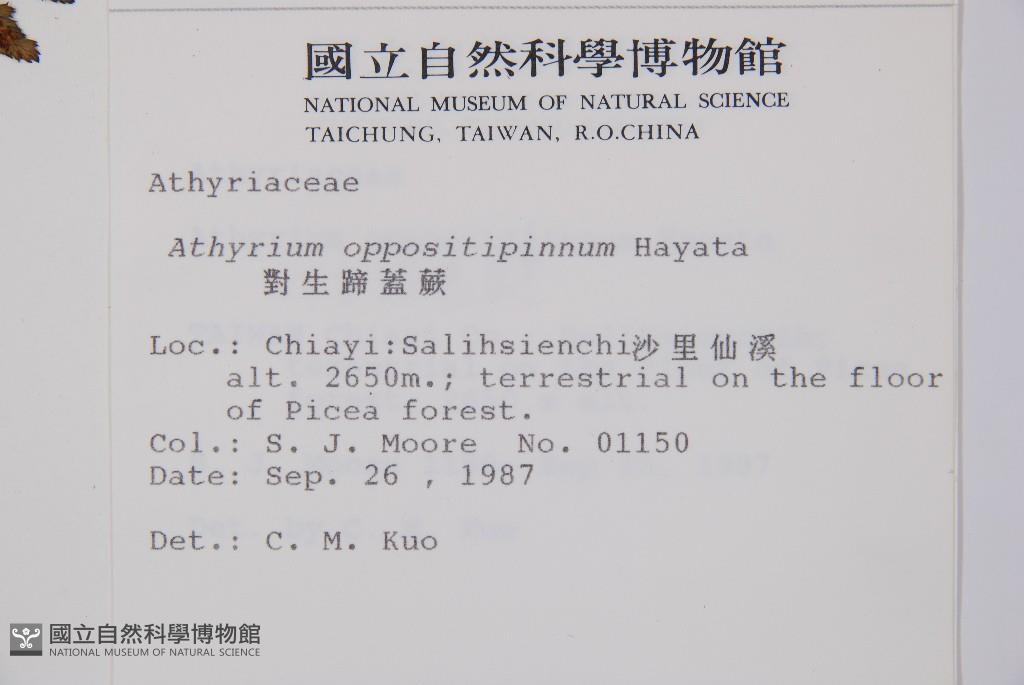 國立自然科學博物館
NATIONAL MUSEUM OF NATURAL SCIENCE
TAICHUNG, TAIWAN, R.O.CHINA
Athyriaceae
Athyrium oppositipinnum Hayata
對生蹄蓋蕨
Loc.: Chiayi:Salihsienchi沙里仙溪
alt. 2650m.; terrestrial on the floor
of Picea forest.
Col.: S. J. Moore No. 01150
Date: Sep. 26 , 1987
Det.: C. M. Kuo
國立自然科學博物館
NATIONAL MUSEUM OF NATURAL SCIENCE